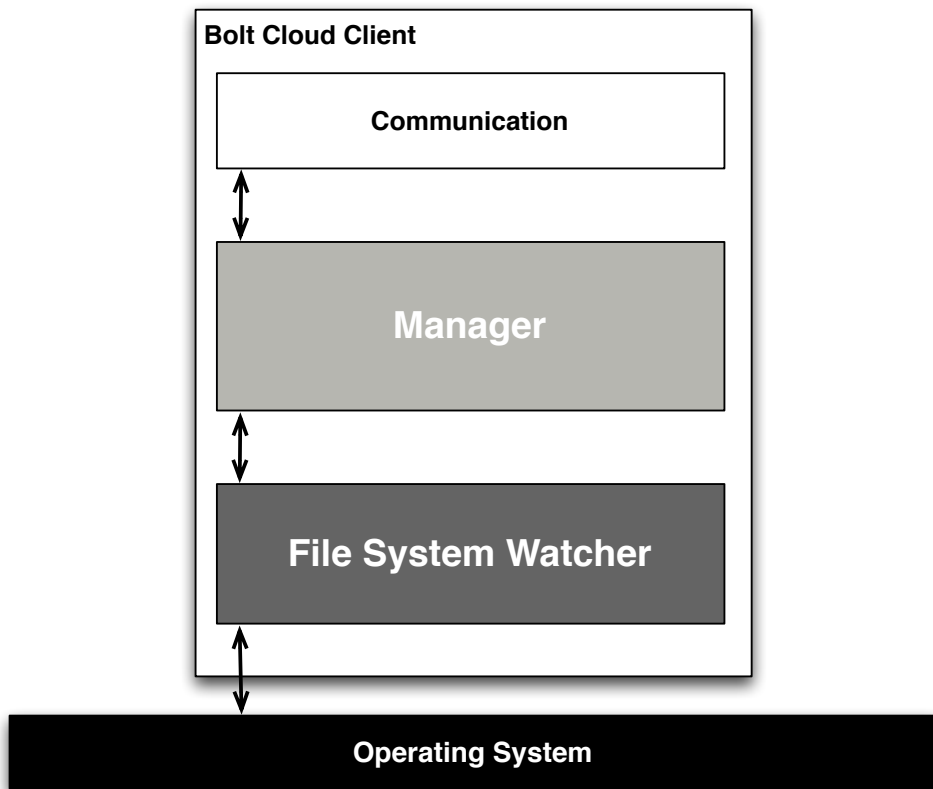 Bolt Cloud Client
Communication
Manager
File System Watcher
Operating System